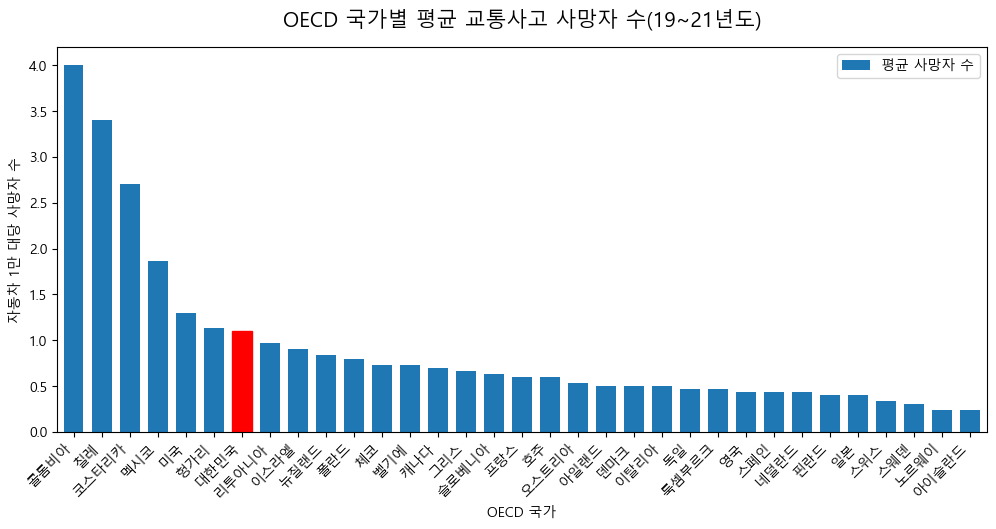 OECD 국가별 평균 교통사고 사망자 수(19~21년도)
평균 사망자 수
자동차 1만 대당 사망자 수
4.0
3.5
3.0
2.5
2.0
1.5
1.0
0.5
0.0
콜롬비아
칠레
코스타리카
멕시코
미국
헝가리
대한민국
리투아니아
이스라엘
뉴질랜드
폴란드
체코
벨기에
캐나다
그리스
슬로베니아
프랑스
호주
오스트리아
아일랜드
덴마크
이탈리아
독일
룩셈부르크
영국
스페인
네덜란드
핀란드
일본
스위스
스웨덴
노르웨이
아이슬란드
OECD 국가